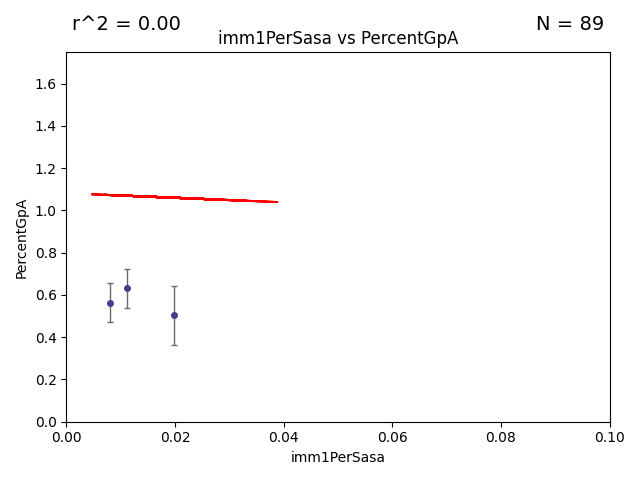 r^2 = 0.00
N = 89
imm1PerSasa vs PercentGpA
1.6
1.4
1.2
1.0
0.8
0.6
0.4
0.2
0.0
PercentGpA
0.00 0.02 0.04 0.06 0.08 0.10
imm1PerSasa